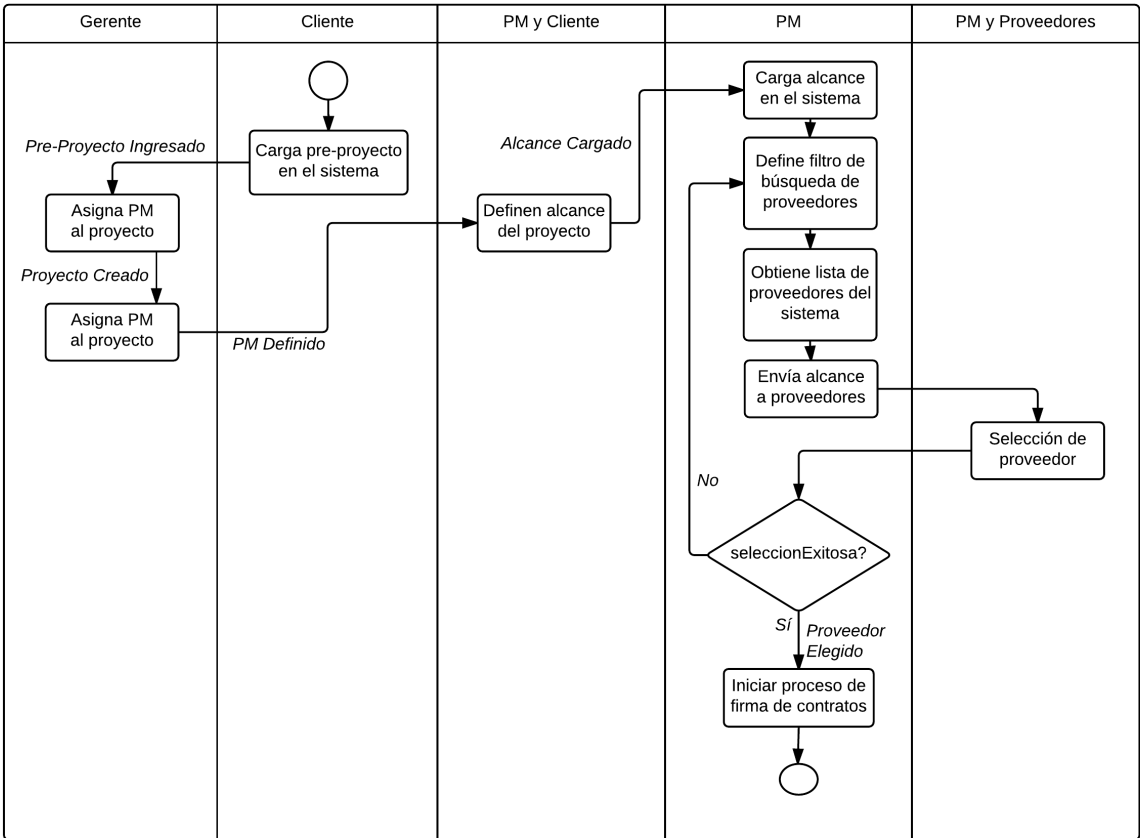 Gerente
Cliente
PM y Cliente
PM
PM y Proveedores
Carga pre-proyecto
en el sistema
Pre-Proyecto Ingresado
Asigna PM
al proyecto
Proyecto Creado
Asigna PM
al proyecto
PM Definido
Definen alcance
del proyecto
Alcance Cargado
Carga alcance
en el sistema
Define filtro de
búsqueda de
proveedores
Obtiene lista de
proveedores del
sistema
Envía alcance
a proveedores
Selección de
proveedor
seleccionExitosa?
No
Sí
Proveedor
Elegido
Iniciar proceso de
firma de contratos